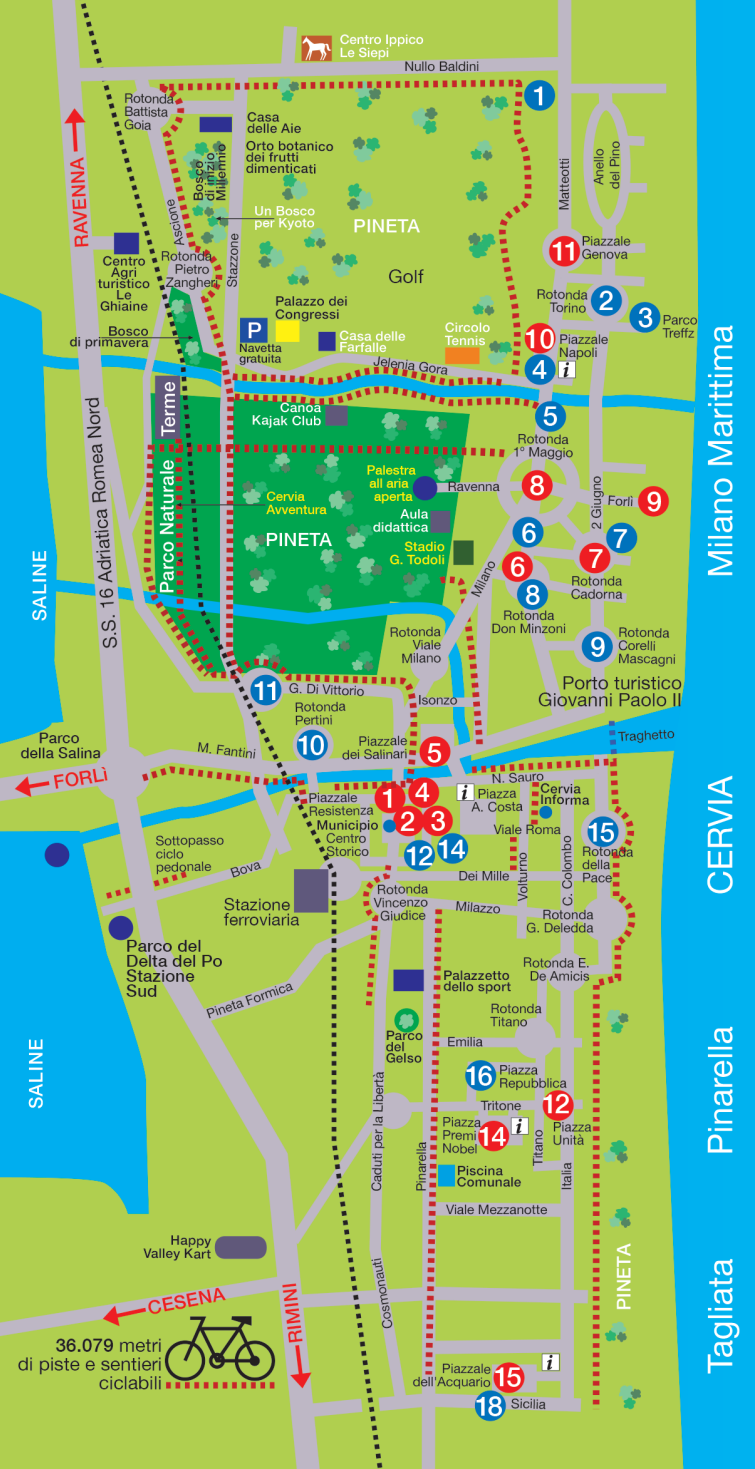 Centro Ippico
Le Siepi
Nullo Baldini
Rotonda
Battista
Goia
Casa
delle Aie
Orto botanico
dei frutti
dimenticati
Bosco
di inizio
Millennio
Un Bosco
per Kyoto
PINETA
Golf
1
Matteotti
Anello
del Pino
RAVENNA
Ascione
Stazzone
Centro
Agri
turistico
Le
Ghiaine
Rotonda
Pietro
Zangheri
Bosco
di primavera
P
Navetta
gratuita
Palazzo dei
Congressi
Casa delle
Farfalle
Circolo
Tennis
Jelenia Gora
11
Piazzale
Genova
Rotonda
Torino
2
3
Parco
Treffz
10
Piazzale
Napoli
4
i
5
Milano Marittima
Terme
Canoa
Kajak Club
Rotonda
1° Maggio
Parco Naturale
S.S. 16 Adriatica Romea Nord
Palestra
all aria
aperta
Ravenna
8
Forlì
9
2 Giugno
Cervia
Avventura
PINETA
Aula
didattica
Stadio
G. Todoli
6
7
6
7
Milano
8
Rotonda
Cadorna
Rotonda
Don Minzoni
SALINE
Rotonda
Viale
Milano
9
Rotonda
Corelli
Mascagni
11
G. Di Vittorio
Isonzo
Porto turistico
Giovanni Paolo II
Rotonda
Pertini
10
Piazzale
dei Salinari
5
Traghetto
Parco
della Salina
M. Fantini
FORLì
N. Sauro
Piazzale
Resistenza
1
4
i
Piazza
A. Costa
Cervia
Informa
Municipio
2
3
Centro
Storico
Viale Roma
15
Rotonda
della
Pace
CERVIA
12
14
Sottopasso
ciclo
pedonale
Bova
Dei Mille
Volturno
C. Colombo
Stazione
ferroviaria
Rotonda
Vincenzo
Giudice
Milazzo
Rotonda
G. Deledda
Parco del
Delta del Po
Stazione
Sud
Pineta Formica
Palazzetto
dello sport
Rotonda E.
De Amicis
Rotonda
Titano
Parco
del
Gelso
Emilia
SALINE
16
Piazza
Repubblica
Pinarella
Caduti per la Libertà
Pinarella
Tritone
12
Piazza
Unità
Piazza
Premi
Nobel
14
i
Titano
Italia
Piscina
Comunale
Viale Mezzanotte
Happy
Valley Kart
PINETA
Tagliata
CESENA
RIMINI
Cosmonauti
36.079 metri
di piste e sentieri
ciclabili
i
Piazzale
dell'Acquario
15
18
Sicilia